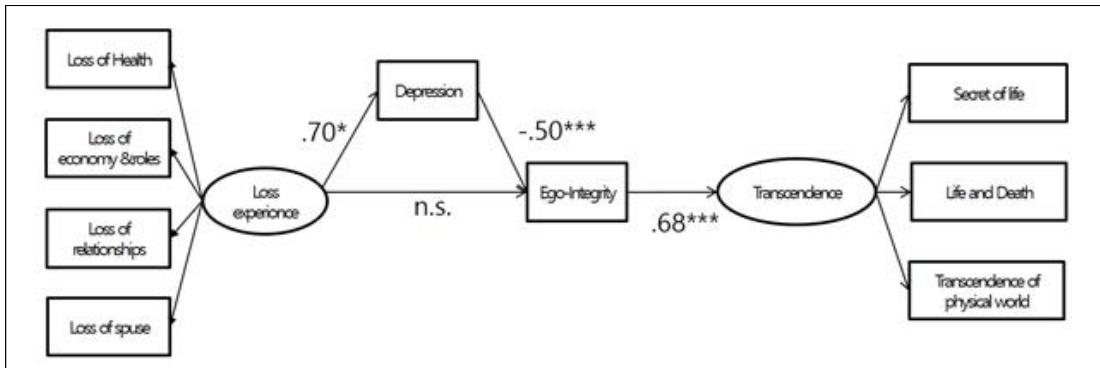 Loss of Health
Loss of
economy &roles
Loss of
relationships
Loss of spuse
Loss
experience
.70*
Depression
-.50***
n.s.
Ego-Integrity
.68***
Transcendence
Secret of life
Life and Death
Transcendence of
physical world